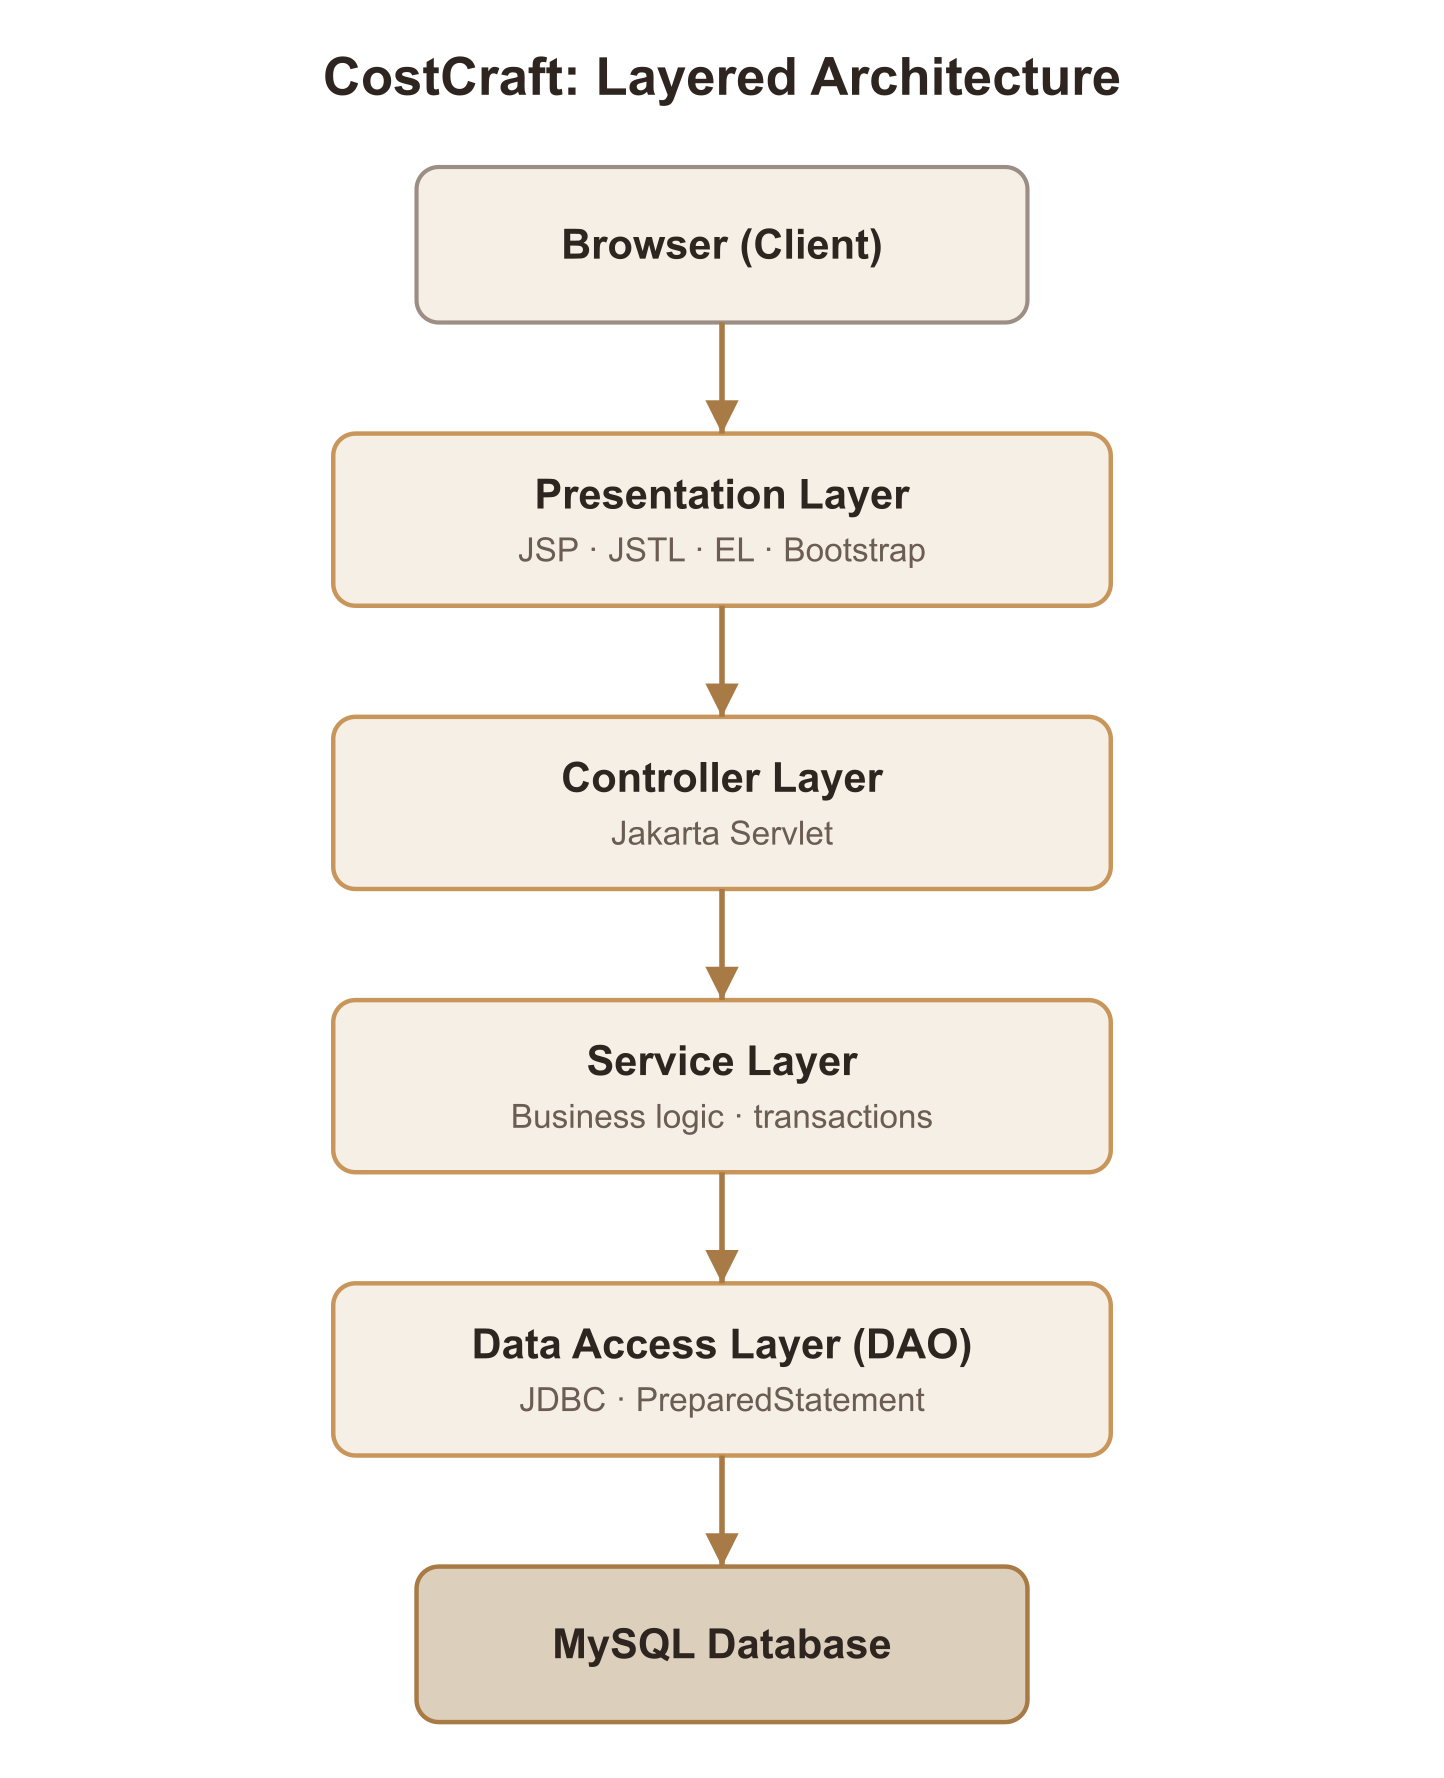 CostCraft: Layered Architecture
Browser (Client)
Presentation Layer
JSP · JSTL · EL · Bootstrap
Controller Layer
Jakarta Servlet
Service Layer
Business logic · transactions
Data Access Layer (DAO)
JDBC · PreparedStatement
MySQL Database